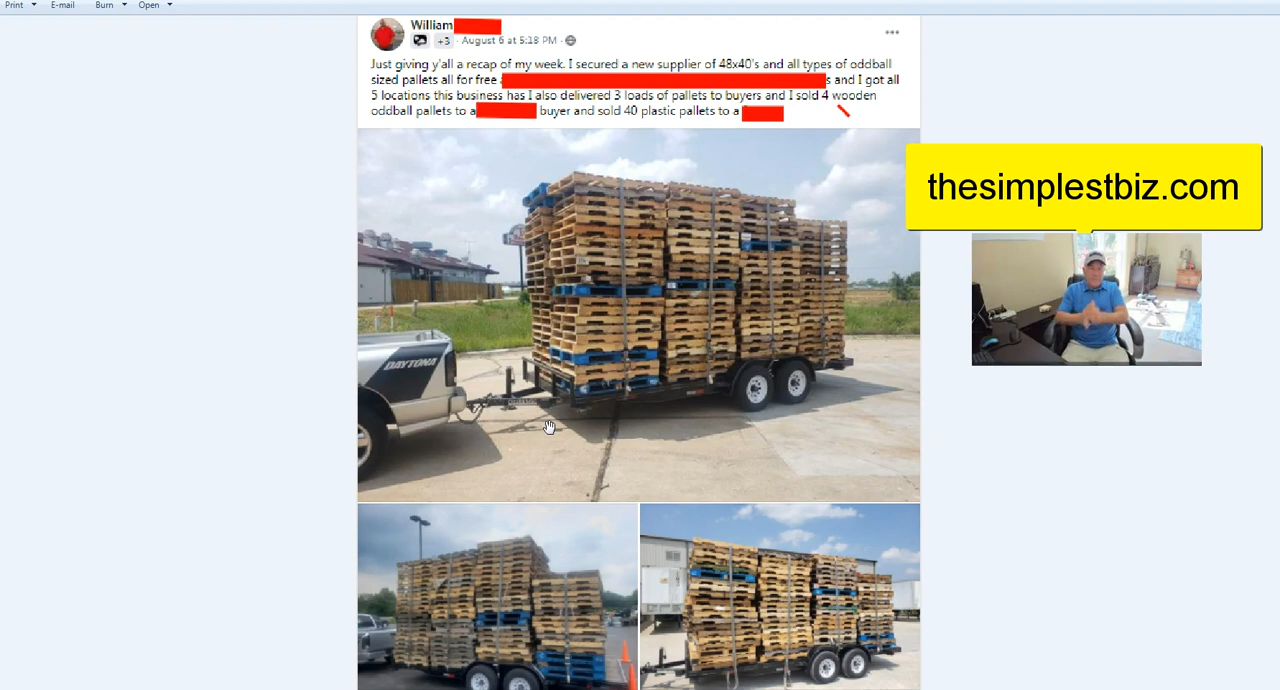 Print E-mail Burn Open
William
+3 · August 6 at 5:18 PM ·
Just giving y'all a recap of my week. I secured a new supplier of 48x40's and all types of oddball
sized pallets all for free s and I got all
5 locations this business has I also delivered 3 loads of pallets to buyers and I sold 4 wooden
oddball pallets to a buyer and sold 40 plastic pallets to a
thesimplestbiz.com
DAYTONA